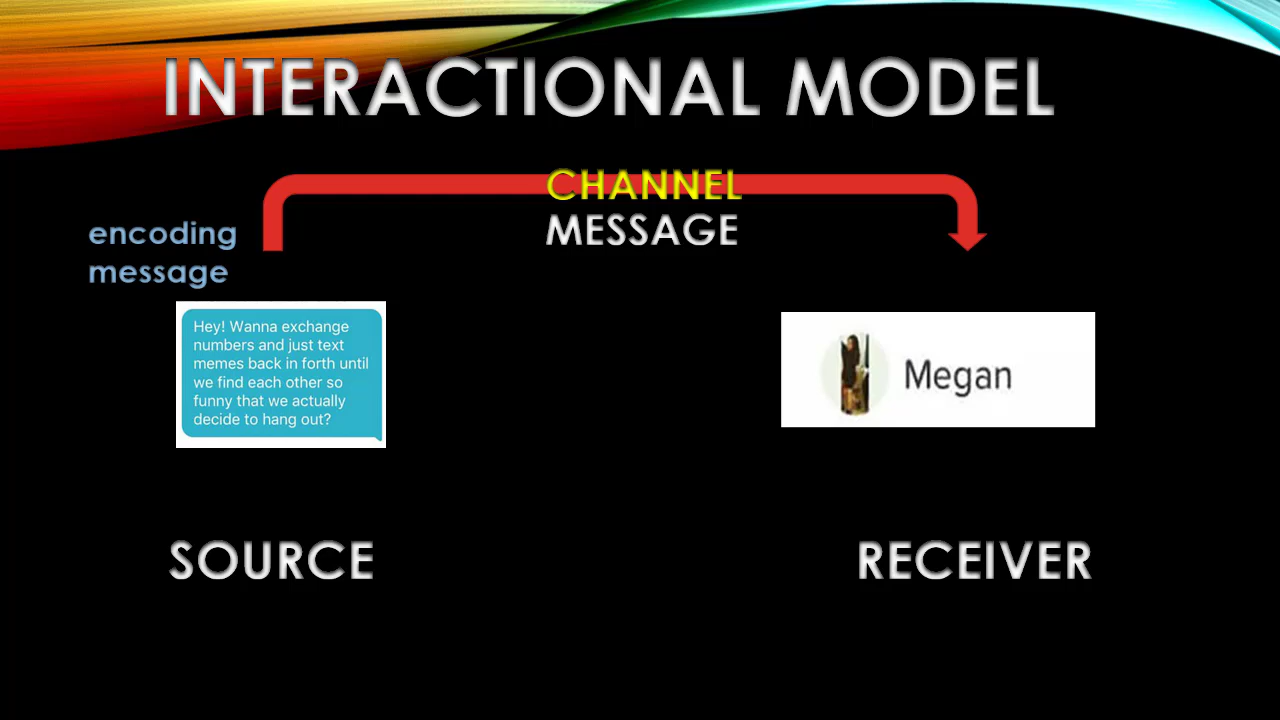 INTERACTIONAL MODEL
CHANNEL
MESSAGE
encoding
message
Hey! Wanna exchange
numbers and just text
memes back in forth until
we find each other so
funny that we actually
decide to hang out?
Megan
SOURCE
RECEIVER